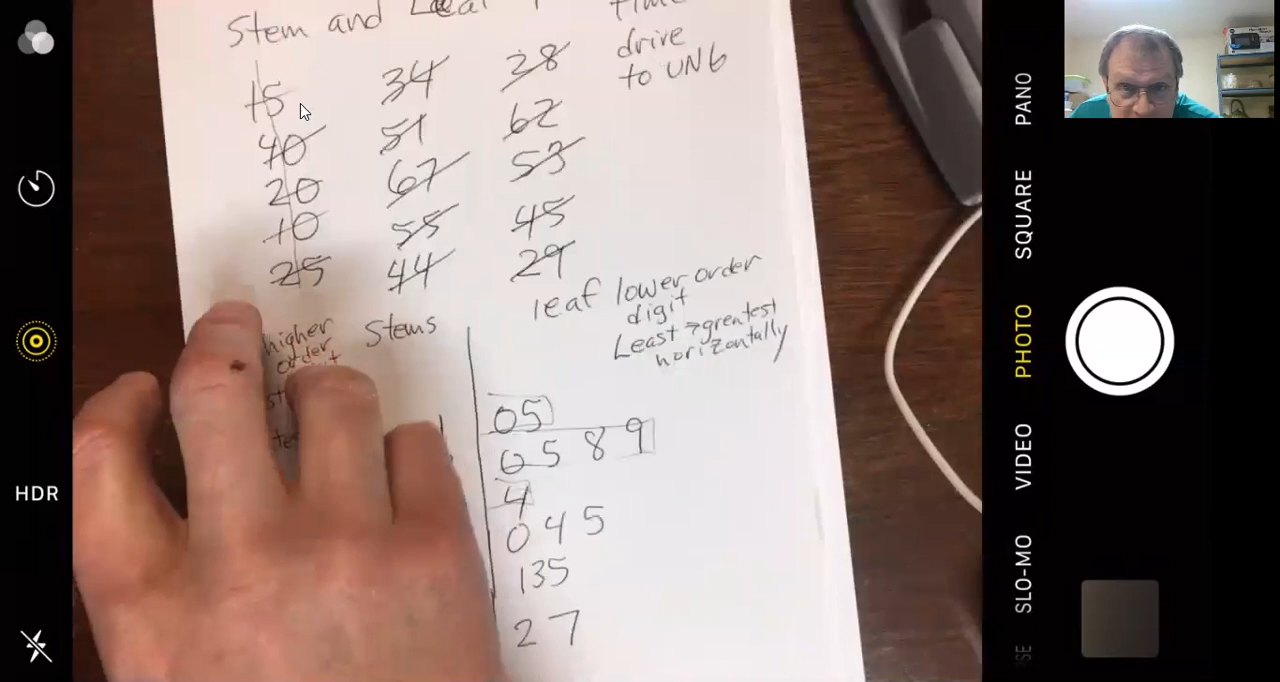 Stem and Leaf
time
drive
to UNG
15 34 28
40 51 62
20 67 53
10 55 45
25 44 29
leaf lower order
digit
Least → greatest
horizontally
higher
order
Stems
05
0 5 8 9
4
0 4 5
135
2 7
HDR
PANO
SQUARE
PHOTO
VIDEO
SLO-MO